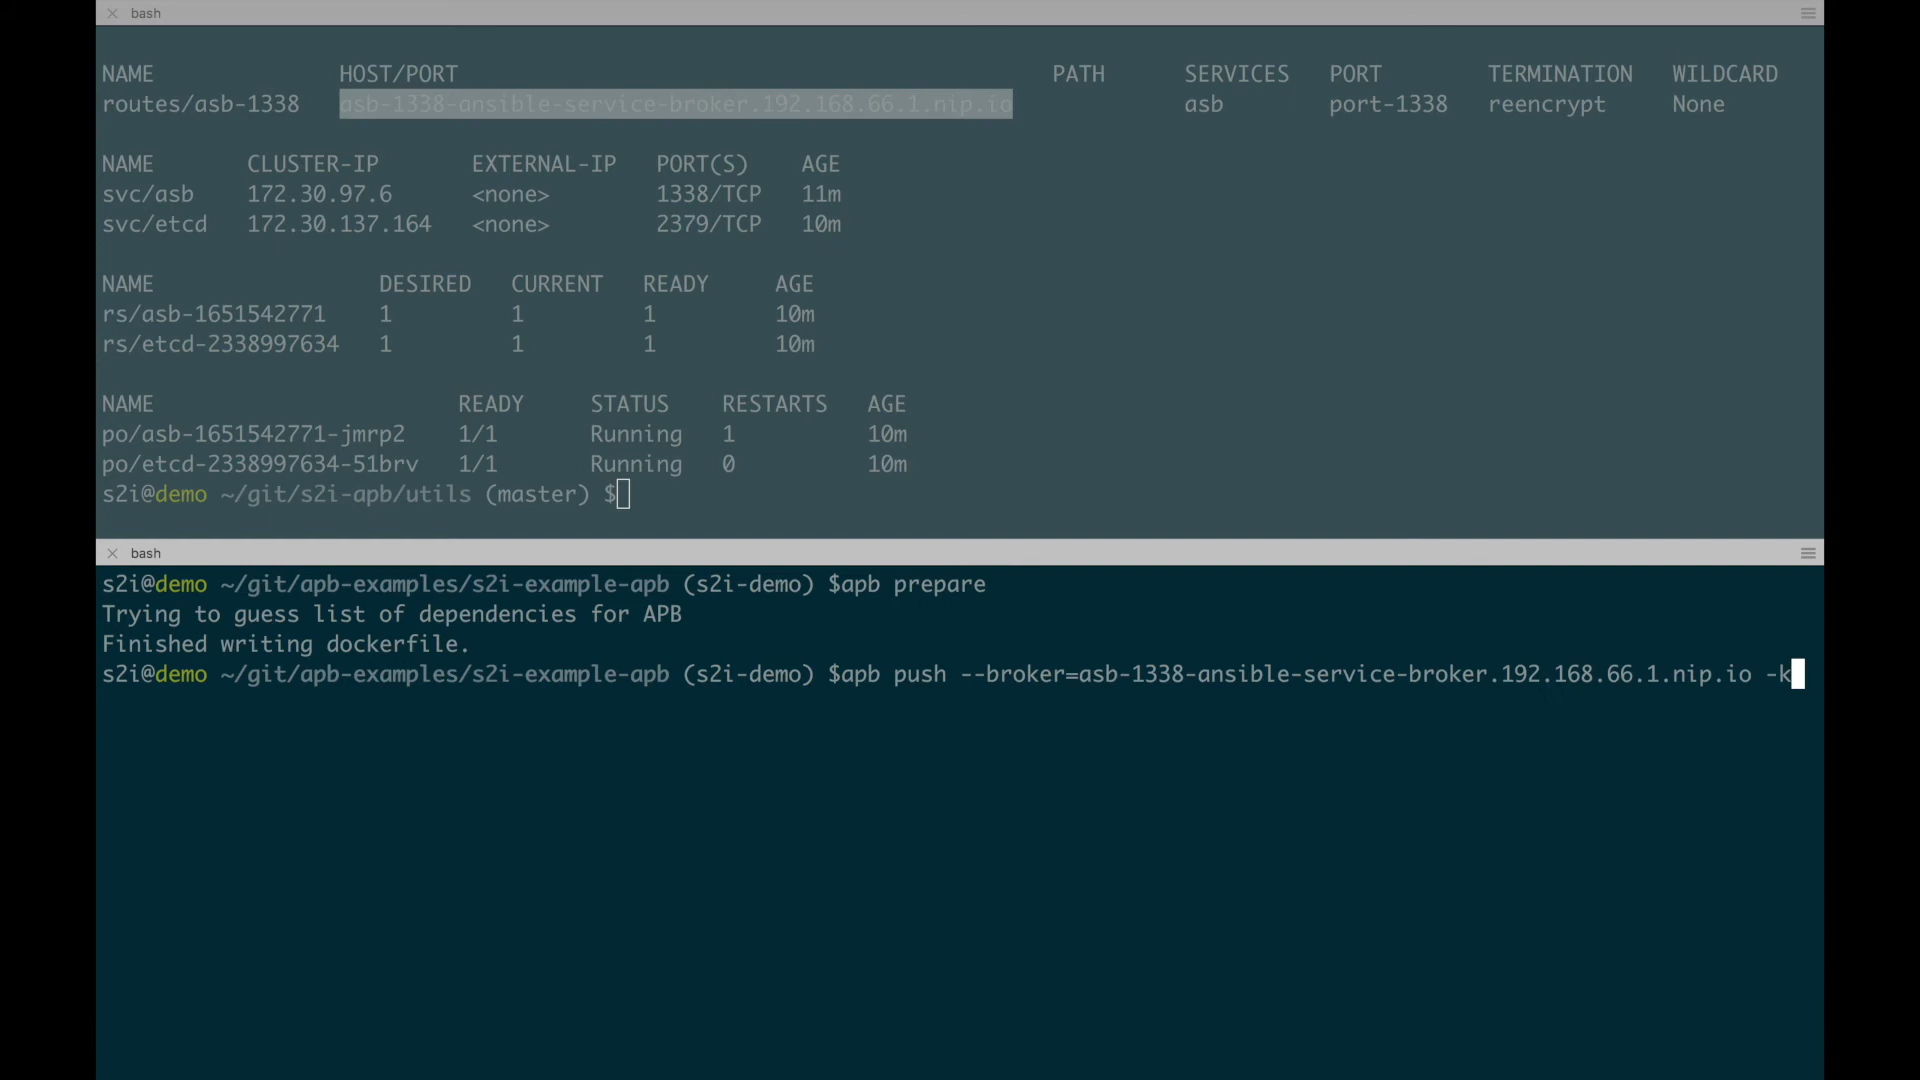 bash
NAME HOST/PORT PATH SERVICES PORT TERMINATION WILDCARD
routes/asb-1338 asb-1338-ansible-service-broker.192.168.66.1.nip.io asb port-1338 reencrypt None
NAME CLUSTER-IP EXTERNAL-IP PORT(S) AGE
svc/asb 172.30.97.6 <none> 1338/TCP 11m
svc/etcd 172.30.137.164 <none> 2379/TCP 10m
NAME DESIRED CURRENT READY AGE
rs/asb-1651542771 1 1 1 10m
rs/etcd-2338997634 1 1 1 10m
NAME READY STATUS RESTARTS AGE
po/asb-1651542771-jmrp2 1/1 Running 1 10m
po/etcd-2338997634-51brv 1/1 Running 0 10m
s2i@demo ~/git/s2i-apb/utils (master) $
bash
s2i@demo ~/git/apb-examples/s2i-example-apb (s2i-demo) $apb prepare
Trying to guess list of dependencies for APB
Finished writing dockerfile.
s2i@demo ~/git/apb-examples/s2i-example-apb (s2i-demo) $apb push --broker=asb-1338-ansible-service-broker.192.168.66.1.nip.io -k